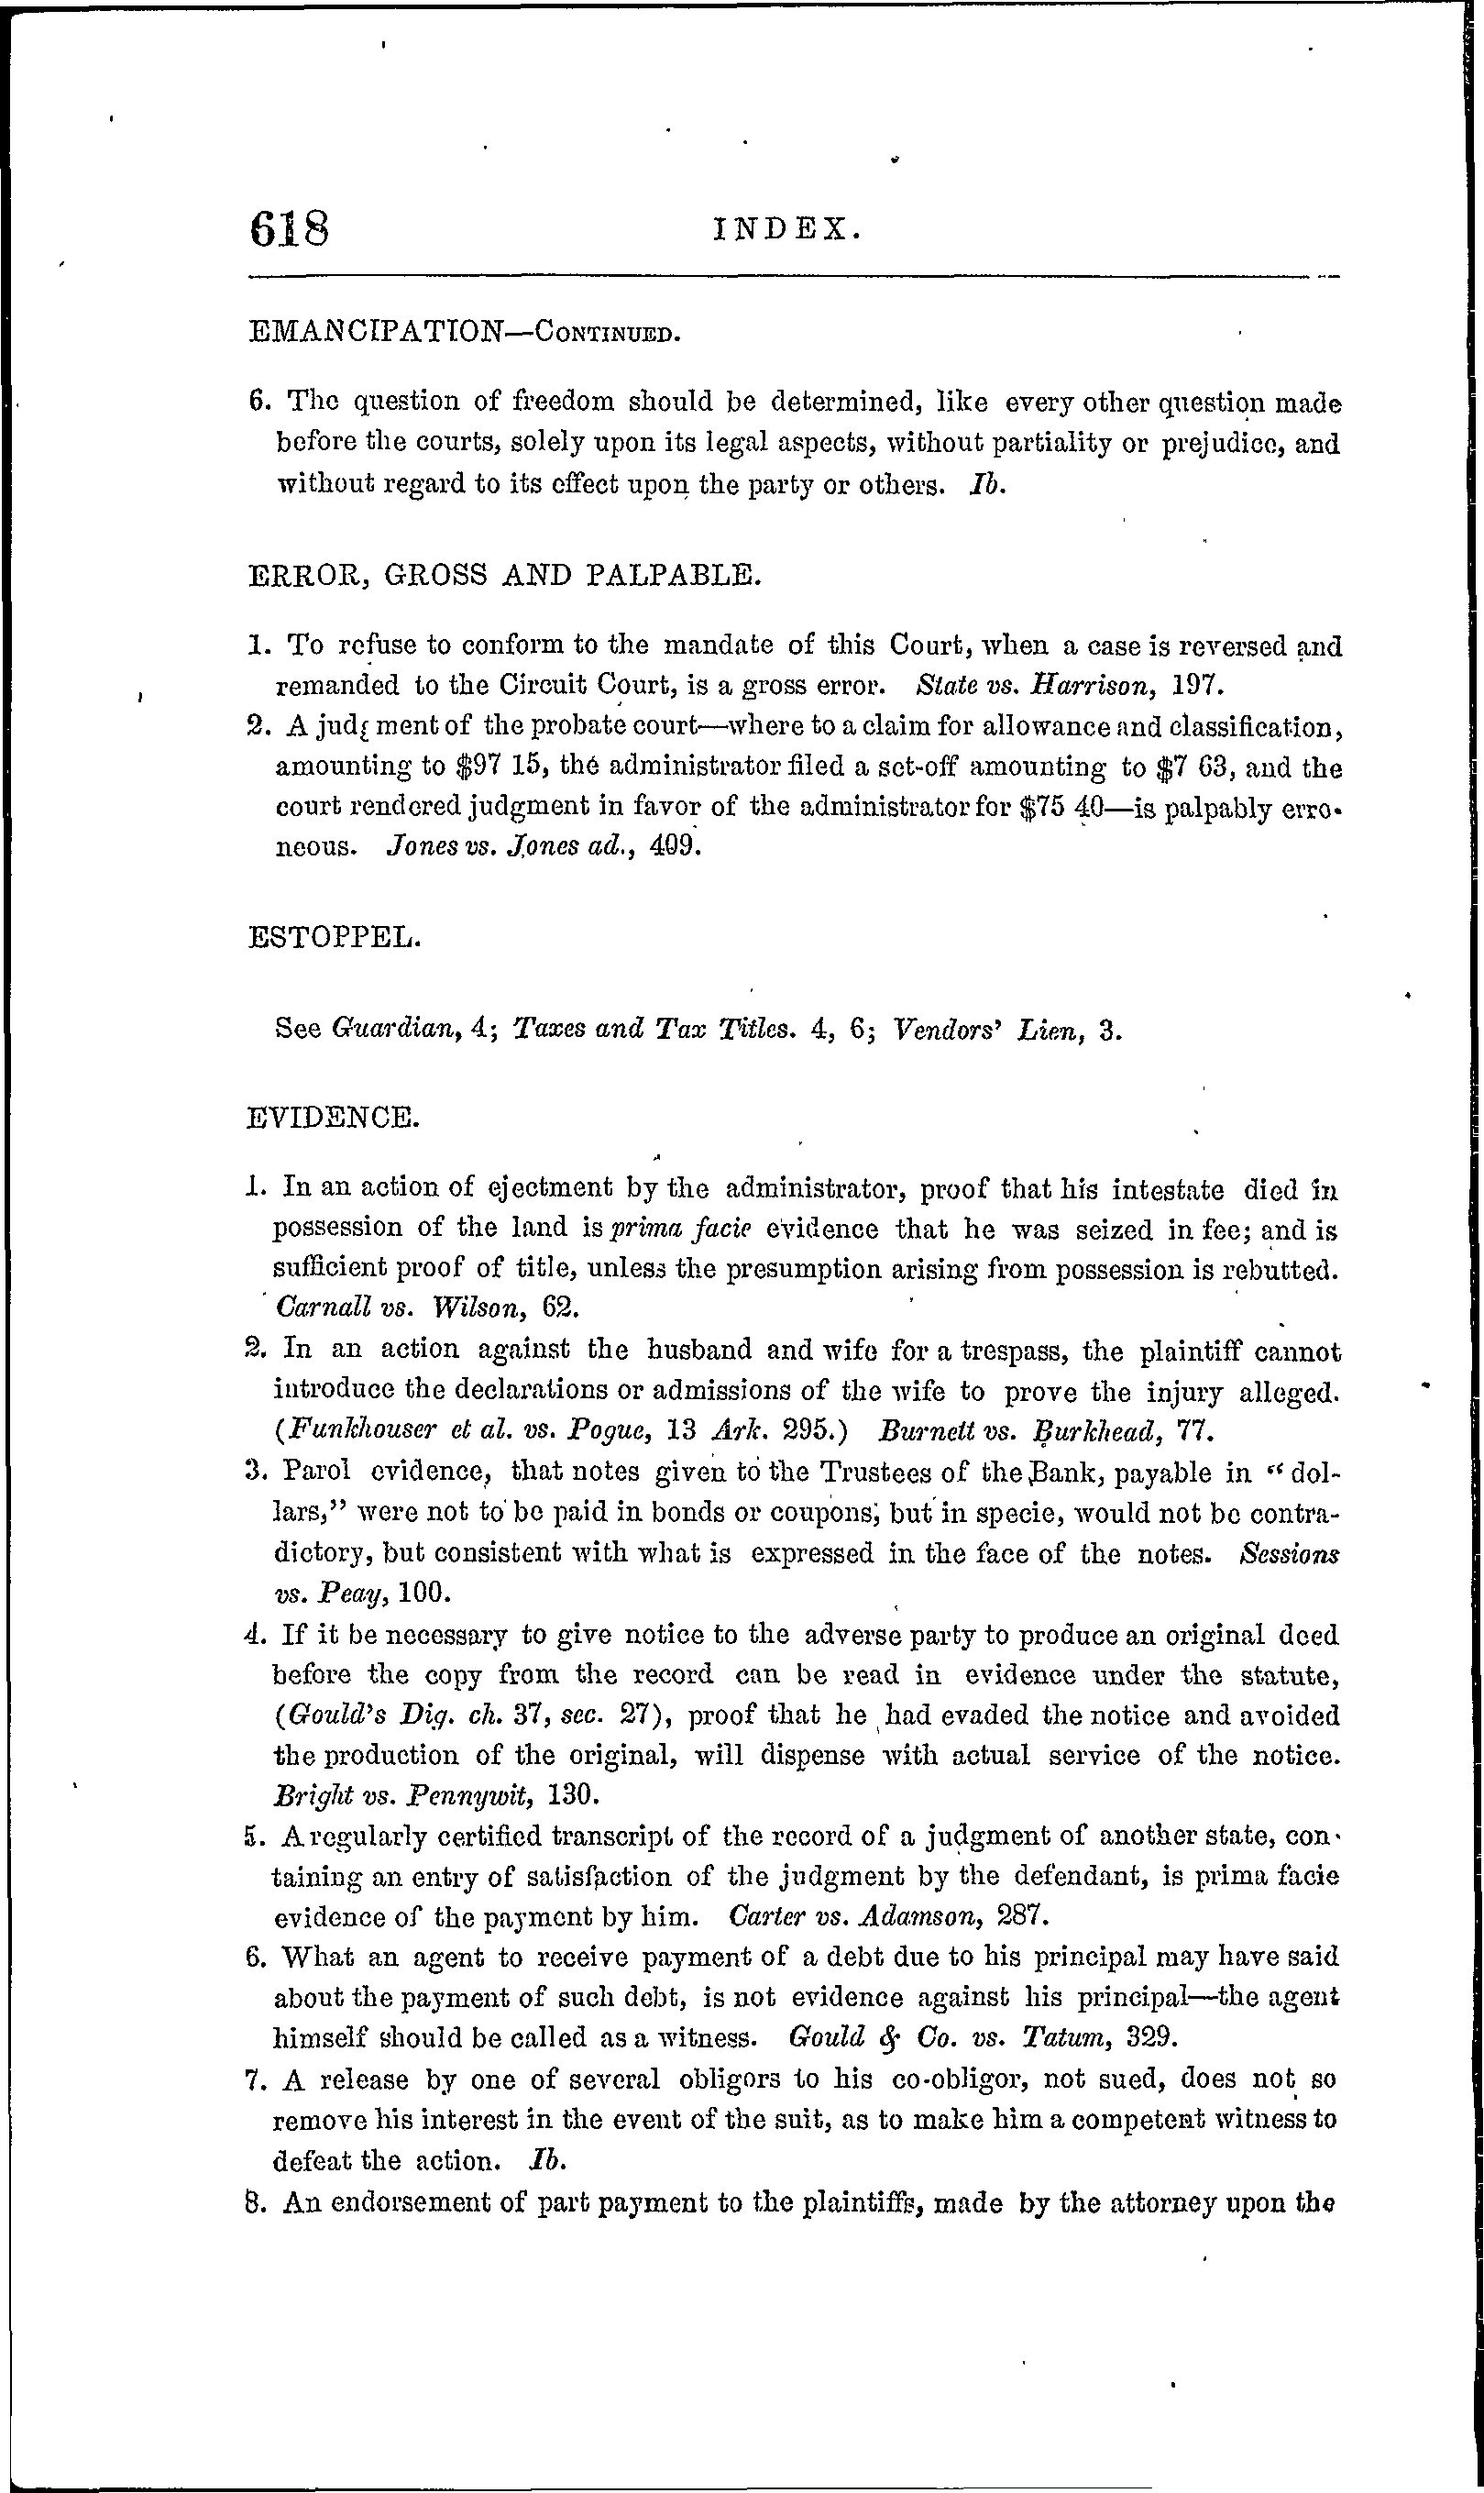 618 INDEX.
EMANCIPATION—CONTINUED.
6. The question of freedom should be determined, like every other question made
before the courts, solely upon its legal aspects, without partiality or prejudice, and
without regard to its effect upon the party or others. Ib.
ERROR, GROSS AND PALPABLE.
1. To refuse to conform to the mandate of this Court, when a case is reversed and
remanded to the Circuit Court, is a gross error. State vs. Harrison, 197.
2. A judgment of the probate court—where to a claim for allowance and classification,
amounting to $97 15, the administrator filed a set-off amounting to $7 63, and the
court rendered judgment in favor of the administrator for $75 40—is palpably erro-
neous. Jones vs. Jones ad., 409.
ESTOPPEL.
See Guardian, 4; Taxes and Tax Titles. 4, 6; Vendors' Lien, 3.
EVIDENCE.
1. In an action of ejectment by the administrator, proof that his intestate died in
possession of the land is prima facie evidence that he was seized in fee; and is
sufficient proof of title, unless the presumption arising from possession is rebutted.
Carnall vs. Wilson, 62.
2. In an action against the husband and wife for a trespass, the plaintiff cannot
introduce the declarations or admissions of the wife to prove the injury alleged.
(Funkhouser et al. vs. Pogue, 13 Ark. 295.) Burnett vs. Burkhead, 77.
3. Parol evidence, that notes given to the Trustees of the Bank, payable in "dol-
lars," were not to be paid in bonds or coupons; but in specie, would not be contra-
dictory, but consistent with what is expressed in the face of the notes. Sessions
vs. Peay, 100.
4. If it be necessary to give notice to the adverse party to produce an original deed
before the copy from the record can be read in evidence under the statute,
(Gould's Dig. ch. 37, sec. 27), proof that he had evaded the notice and avoided
the production of the original, will dispense with actual service of the notice.
Bright vs. Pennywit, 130.
5. A regularly certified transcript of the record of a judgment of another state, con-
taining an entry of satisfaction of the judgment by the defendant, is prima facie
evidence of the payment by him. Carter vs. Adamson, 287.
6. What an agent to receive payment of a debt due to his principal may have said
about the payment of such debt, is not evidence against his principal—the agent
himself should be called as a witness. Gould & Co. vs. Tatum, 329.
7. A release by one of several obligors to his co-obligor, not sued, does not so
remove his interest in the event of the suit, as to make him a competent witness to
defeat the action. Ib.
8. An endorsement of part payment to the plaintiffs, made by the attorney upon the